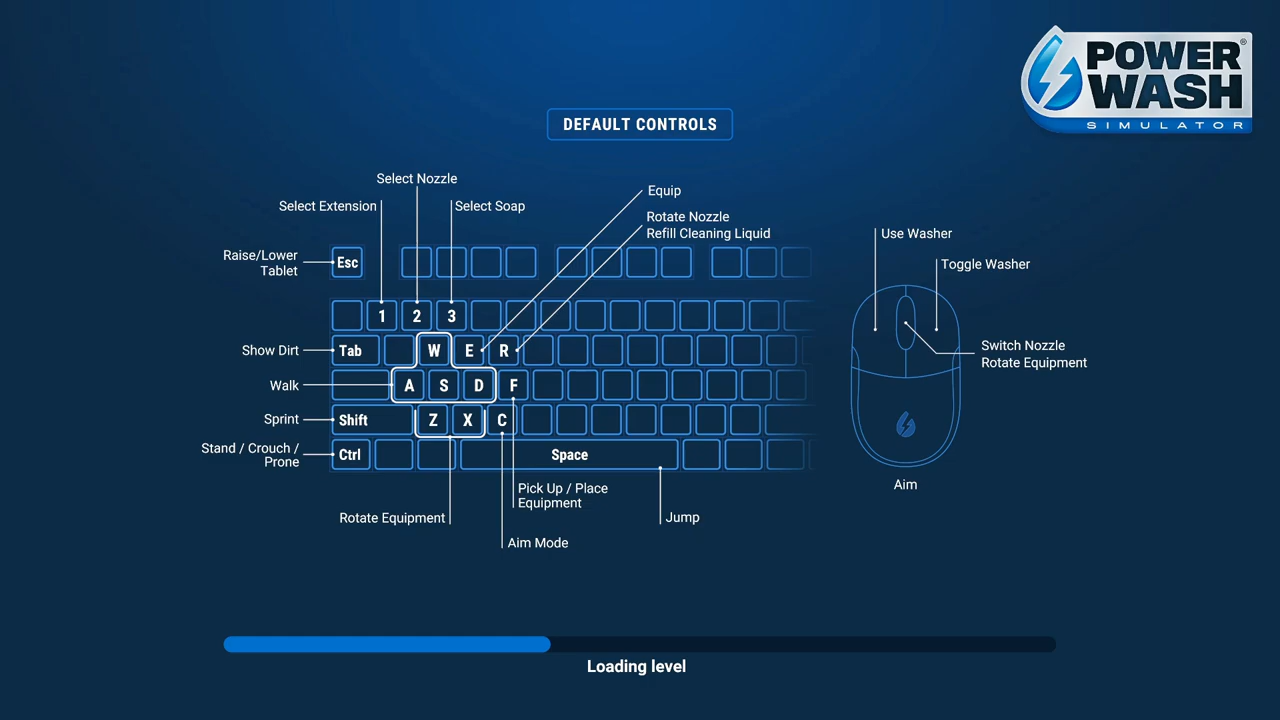 POWER
WASH
SIMULATOR
®
DEFAULT CONTROLS
Select Nozzle
Select Extension
Select Soap
Equip
Rotate Nozzle
Refill Cleaning Liquid
Use Washer
Toggle Washer
Raise/Lower
Tablet
Esc
1
2
3
Show Dirt
Tab
W
E
R
Switch Nozzle
Rotate Equipment
Walk
A
S
D
F
Sprint
Shift
Z
X
C
Stand / Crouch /
Prone
Ctrl
Space
Aim
Pick Up / Place
Equipment
Rotate Equipment
Jump
Aim Mode
Loading level